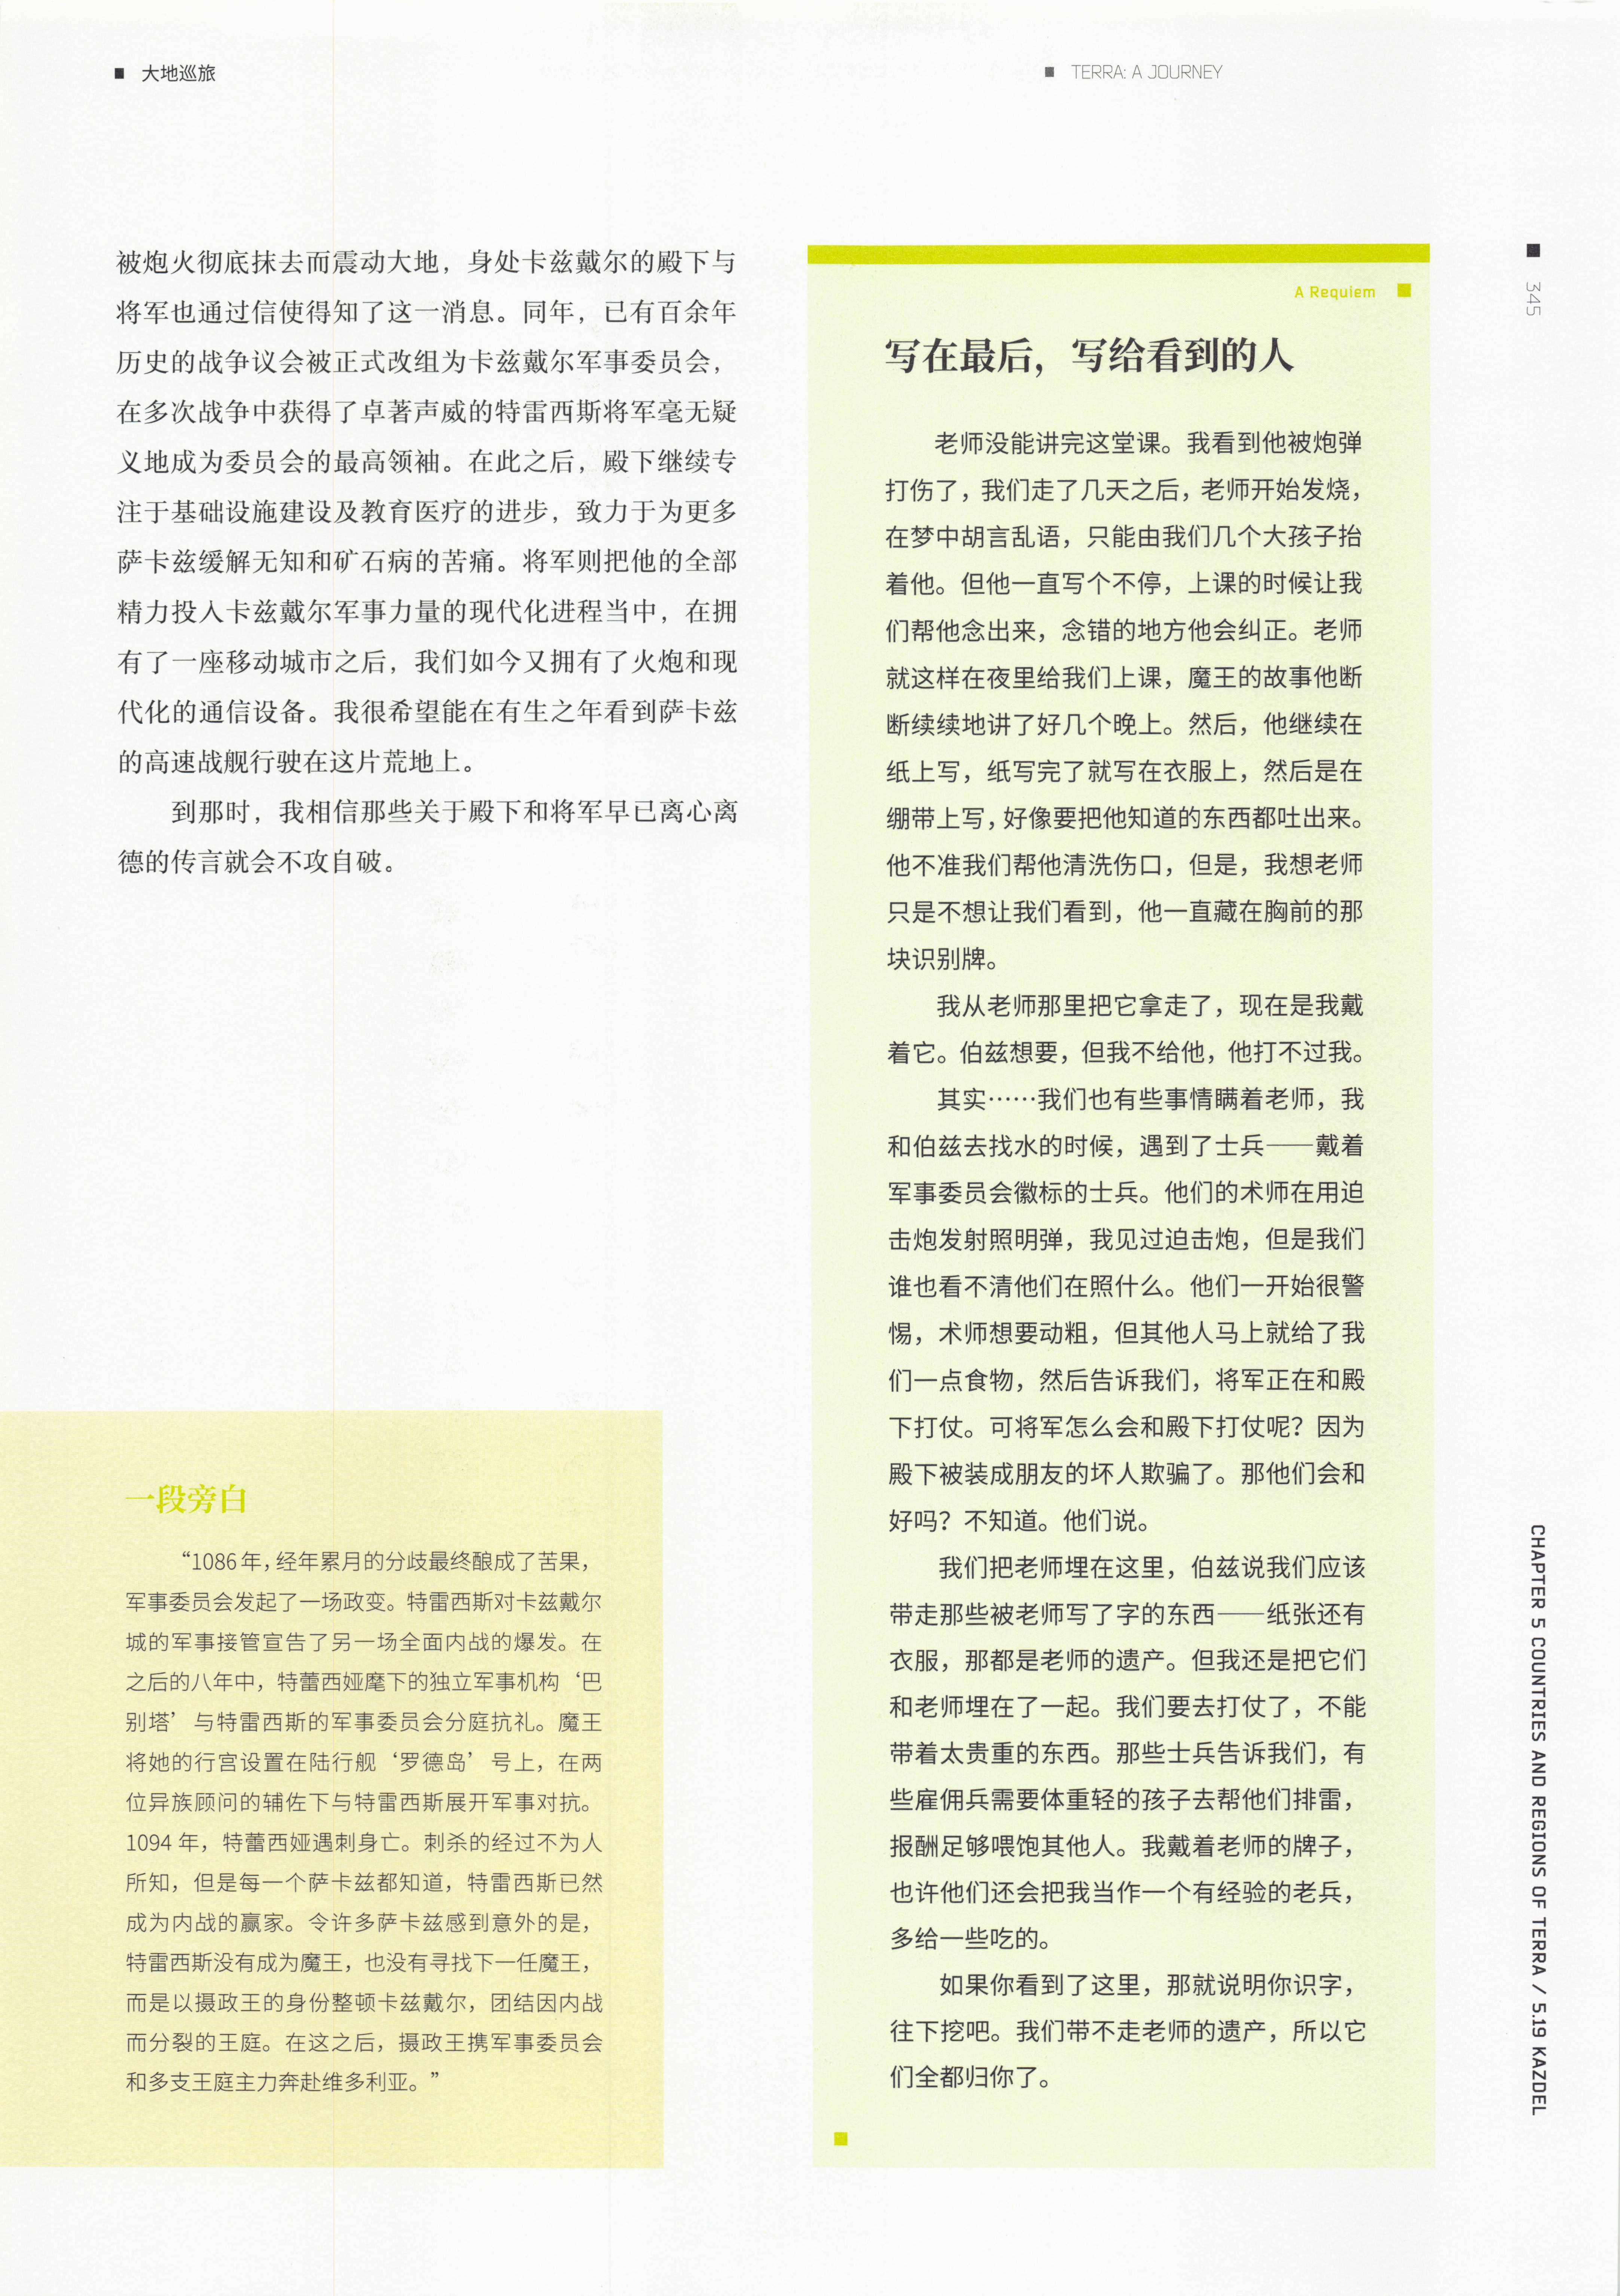 大地巡旅
TERRA: A JOURNEY
被炮火彻底抹去而震动大地，身处卡兹戴尔的殿下与
将军也通过信使得知了这一消息。同年，已有百余年
历史的战争议会被正式改组为卡兹戴尔军事委员会，
在多次战争中获得了卓著声威的特雷西斯将军毫无疑
义地成为委员会的最高领袖。在此之后，殿下继续专
注于基础设施建设及教育医疗的进步，致力于为更多
萨卡兹缓解无知和矿石病的苦痛。将军则把他的全部
精力投入卡兹戴尔军事力量的现代化进程当中，在拥
有了一座移动城市之后，我们如今又拥有了火炮和现
代化的通信设备。我很希望能在有生之年看到萨卡兹
的高速战舰行驶在这片荒地上。
到那时，我相信那些关于殿下和将军早已离心离
德的传言就会不攻自破。
一段旁白
“1086年，经年累月的分歧最终酿成了苦果，
军事委员会发起了一场政变。特雷西斯对卡兹戴尔
城的军事接管宣告了另一场全面内战的爆发。在
之后的八年中，特蕾西娅麾下的独立军事机构‘巴
别塔’与特雷西斯的军事委员会分庭抗礼。魔王
将她的行宫设置在陆行舰‘罗德岛’号上，在两
位异族顾问的辅佐下与特雷西斯展开军事对抗。
1094年，特蕾西娅遇刺身亡。刺杀的经过不为人
所知，但是每一个萨卡兹都知道，特雷西斯已然
成为内战的赢家。令许多萨卡兹感到意外的是，
特雷西斯没有成为魔王，也没有寻找下一任魔王，
而是以摄政王的身份整顿卡兹戴尔，团结因内战
而分裂的王庭。在这之后，摄政王携军事委员会
和多支王庭主力奔赴维多利亚。”
A Requiem
写在最后，写给看到的人
老师没能讲完这堂课。我看到他被炮弹
打伤了，我们走了几天之后，老师开始发烧，
在梦中胡言乱语，只能由我们几个大孩子抬
着他。但他一直写个不停，上课的时候让我
们帮他念出来，念错的地方他会纠正。老师
就这样在夜里给我们上课，魔王的故事他断
断续续地讲了好几个晚上。然后，他继续在
纸上写，纸写完了就写在衣服上，然后是在
绷带上写，好像要把他知道的东西都吐出来。
他不准我们帮他清洗伤口，但是，我想老师
只是不想让我们看到，他一直藏在胸前的那
块识别牌。
我从老师那里把它拿走了，现在是我戴
着它。伯兹想要，但我不给他，他打不过我。
其实……我们也有些事情瞒着老师，我
和伯兹去找水的时候，遇到了士兵——戴着
军事委员会徽标的士兵。他们的术师在用迫
击炮发射照明弹，我见过迫击炮，但是我们
谁也看不清他们在照什么。他们一开始很警
惕，术师想要动粗，但其他人马上就给了我
们一点食物，然后告诉我们，将军正在和殿
下打仗。可将军怎么会和殿下打仗呢？因为
殿下被装成朋友的坏人欺骗了。那他们会和
好吗？不知道。他们说。
我们把老师埋在这里，伯兹说我们应该
带走那些被老师写了字的东西——纸张还有
衣服，那都是老师的遗产。但我还是把它们
和老师埋在了一起。我们要去打仗了，不能
带着太贵重的东西。那些士兵告诉我们，有
些雇佣兵需要体重轻的孩子去帮他们排雷，
报酬足够喂饱其他人。我戴着老师的牌子，
也许他们还会把我当作一个有经验的老兵，
多给一些吃的。
如果你看到了这里，那就说明你识字，
往下挖吧。我们带不走老师的遗产，所以它
们全都归你了。
345
CHAPTER 5 COUNTRIES AND REGIONS OF TERRA / 5.19 KAZDEL